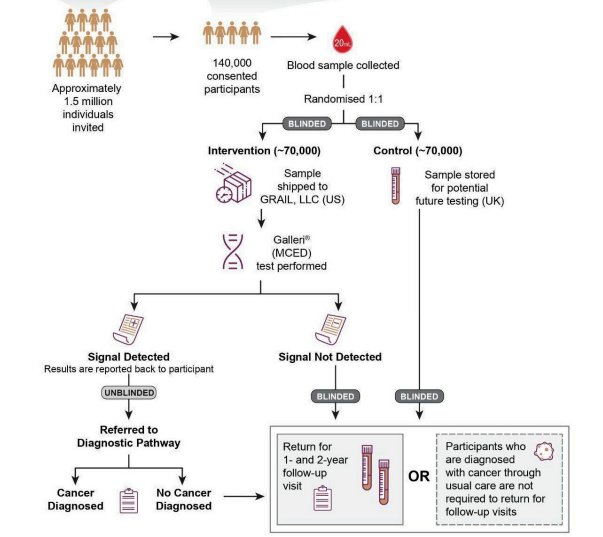 Approximately
1.5 million
individuals
invited
140,000
consented
participants
20mL
Blood sample collected
Randomised 1:1
BLINDED
BLINDED
Intervention (~70,000)
Control (~70,000)
Sample
shipped to
GRAIL, LLC (US)
Sample stored
for potential
future testing (UK)
Galleri®
(MCED)
test performed
Signal Detected
Results are reported back to participant
Signal Not Detected
UNBLINDED
BLINDED
BLINDED
Referred to
Diagnostic Pathway
Cancer
Diagnosed
No Cancer
Diagnosed
Return for
1- and 2-year
follow-up
visit
OR
Participants who
are diagnosed
with cancer through
usual care are not
required to return for
follow-up visits